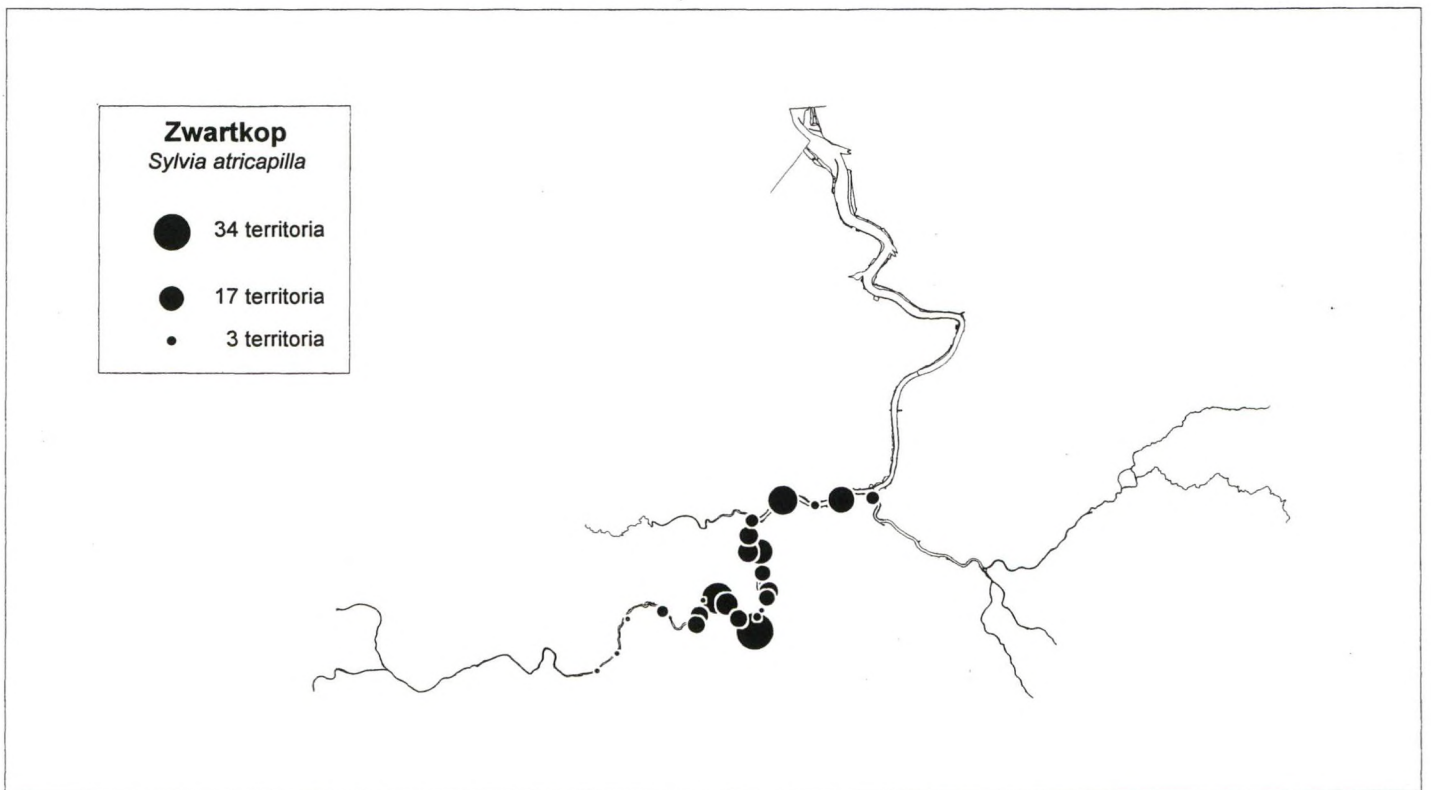 Zwartkop
Sylvia atricapilla
34 territoria
17 territoria
3 territoria